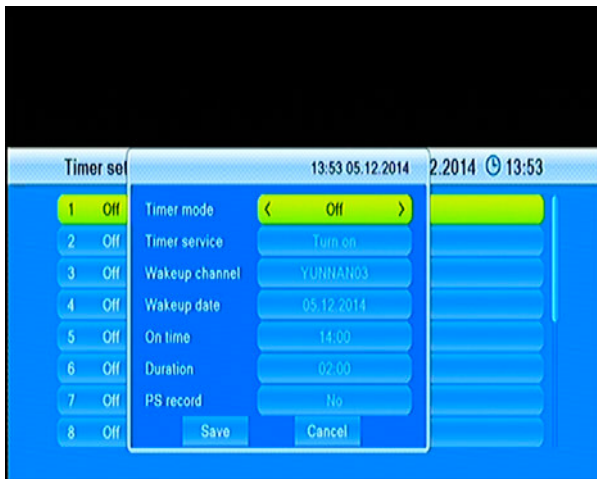 Timer set 13:53 05.12.2014 2.2014 13:53
1 Off Timer mode < Off >
2 Off Timer service Turn on
3 Off Wakeup channel YUNNAN03
4 Off Wakeup date 05.12.2014
5 Off On time 14:00
6 Off Duration 02:00
7 Off PS record No
8 Off Save Cancel